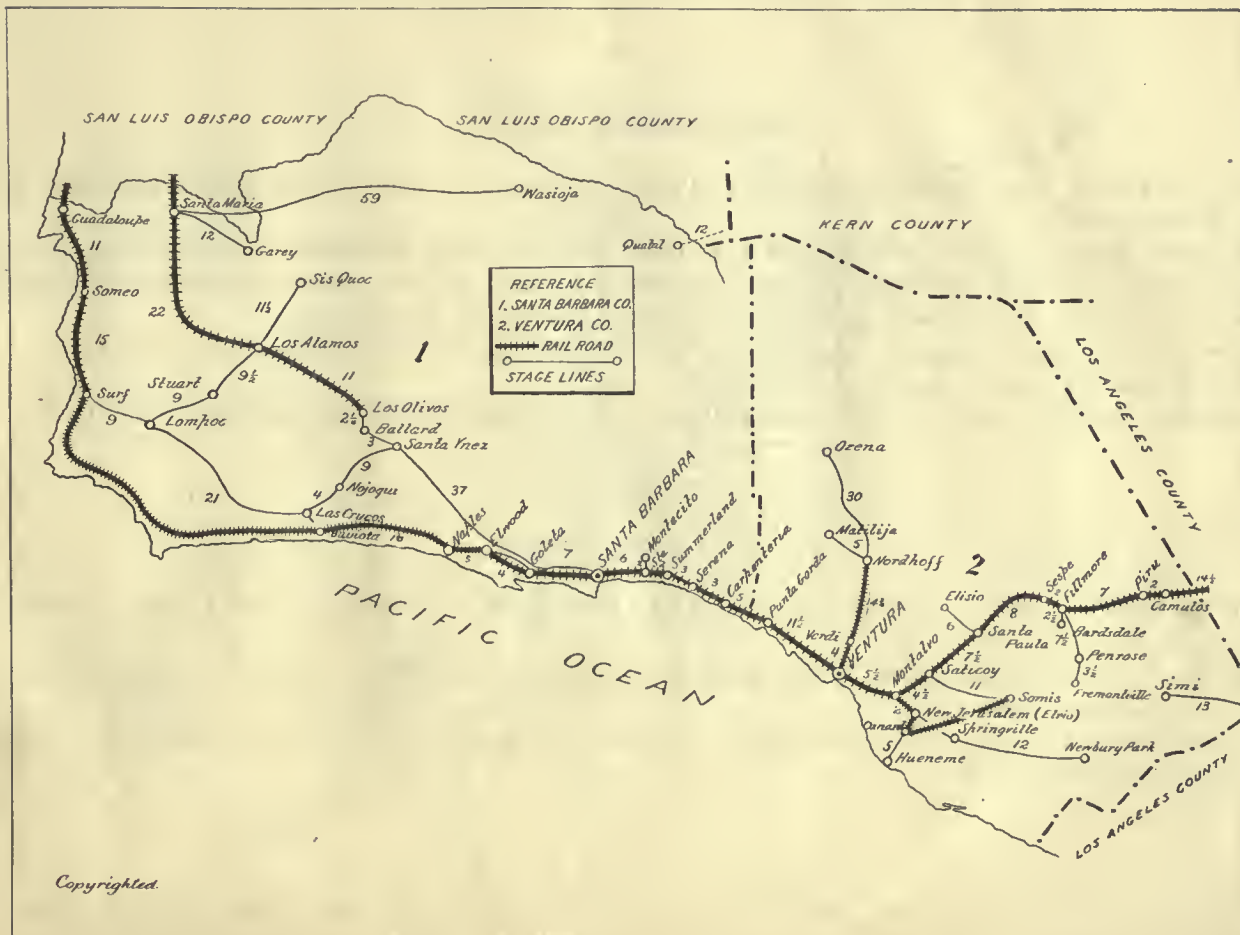 SAN LUIS OBISPO COUNTY
SAN LUIS OBISPO COUNTY
KERN COUNTY
LOS ANGELES COUNTY
LOS ANGELES COUNTY
PACIFIC OCEAN
REFERENCE
1. SANTA BARBARA CO.
2. VENTURA CO.
RAIL ROAD
STAGE LINES
1
2
Guadaloupe
11
Someo
15
Surf
9
Lompoc
9
Stuart
9½
Santa Maria
59
Wasioja
12
Garey
22
Sis Quoc
11½
Los Alamos
11
Los Olivos
2¼
Ballard
3
Santa Ynez
9
Nojoqui
4
Las Cruces
21
37
Gaviota
16
Naples
5
Elwood
4
Goleta
7
SANTA BARBARA
6
Montecito
Sta
Summerland
3
Serena
3
Carpenteria
5
Punta Gorda
11½
Verdi
4
VENTURA
Quatal
12
Ozena
30
Matilija
5
Nordhoff
5½
Montalvo
4½
Saticoy
7½
Santa Paula
6
Elisio
8
Sespe
Fillmore
2½
Bardsdale
7½
Penrose
3½
Fremontville
7
Piru
2
Camulos
14½
Simi
13
11
Somis
2
New Jerusalem (Elrio)
Springville
12
Newbury Park
5
Hueneme
Copyrighted.